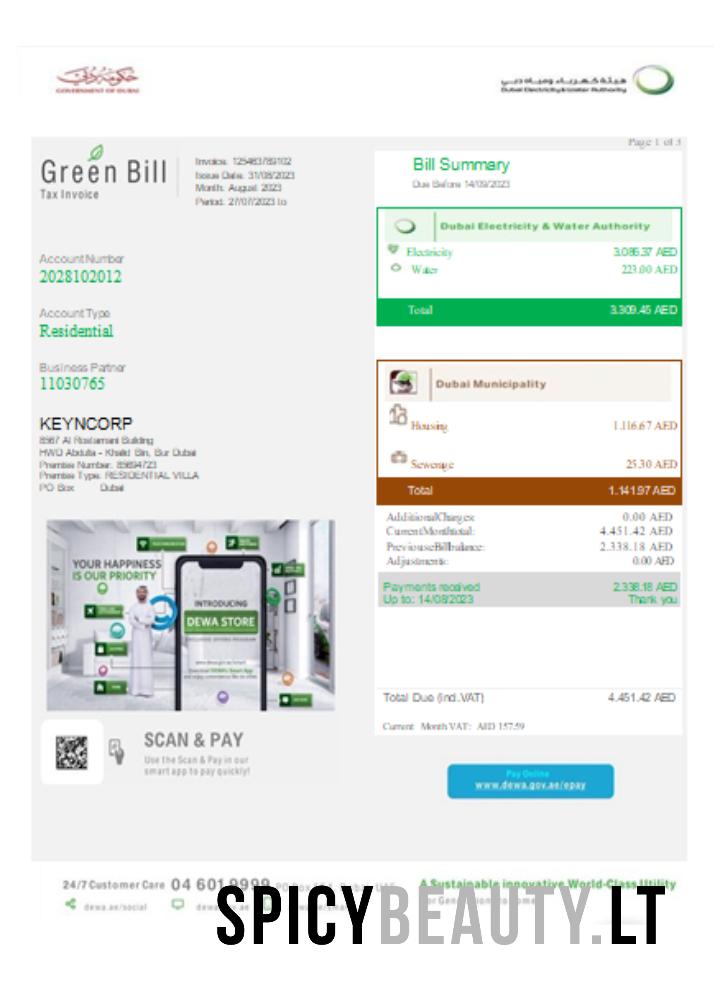 GOVERNMENT OF DUBAI
Dubai Electricity & Water Authority
Page 1 of 3
Green Bill
Tax Invoice
Invoice: 125463789102
Issue Date: 31/08/2023
Month: August 2023
Period: 27/07/2023 to
Bill Summary
Due Before 14/09/2023
Dubai Electricity & Water Authority
Electricity 3.086.37 AED
Water 223.00 AED
Total 3.309.45 AED
Account Number
2028102012
Account Type
Residential
Business Partner
11030765
KEYNCORP
8567 Al Rostamani Building
HWD Abdulla - Khalid Bin, Bur Dubai
Premise Number: 85694723
Premise Type: RESIDENTIAL VILLA
PO Box Dubai
Dubai Municipality
Housing 1.116.67 AED
Sewerage 25.30 AED
Total 1.141.97 AED
AdditionalCharges: 0.00 AED
CurrentMonthtotal: 4.451.42 AED
PreviouseBillbalance: 2.338.18 AED
Adjustments: 0.00 AED
Payments received 2.338.18 AED
Up to: 14/08/2023 Thank you
YOUR HAPPINESS
IS OUR PRIORITY
INTRODUCING
DEWA STORE
Total Due (incl.VAT) 4.451.42 AED
Current Month VAT: AED 157.59
SCAN & PAY
Use the Scan & Pay in our
smart app to pay quickly!
Pay Online
www.dewa.gov.ae/epay
24/7 Customer Care 04 601 9999
A Sustainable innovative World-Class Utility
dewa.ae/social
SPICYBEAUTY.LT